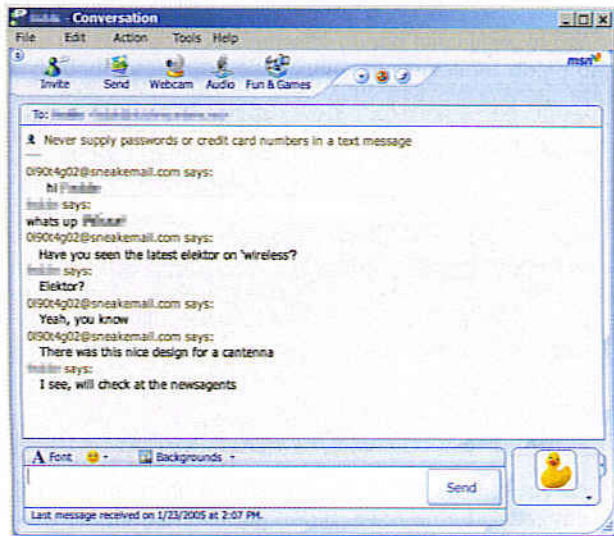 - Conversation
File Edit Action Tools Help
msn
Invite Send Webcam Audio Fun & Games
To:
Never supply passwords or credit card numbers in a text message
0l90t4g02@sneakemail.com says:
hi
says:
whats up
0l90t4g02@sneakemail.com says:
Have you seen the latest elektor on 'wireless'?
says:
Elektor?
0l90t4g02@sneakemail.com says:
Yeah, you know
0l90t4g02@sneakemail.com says:
There was this nice design for a cantenna
says:
I see, will check at the newsagents
A Font Backgrounds
Send
Last message received on 1/23/2005 at 2:07 PM.